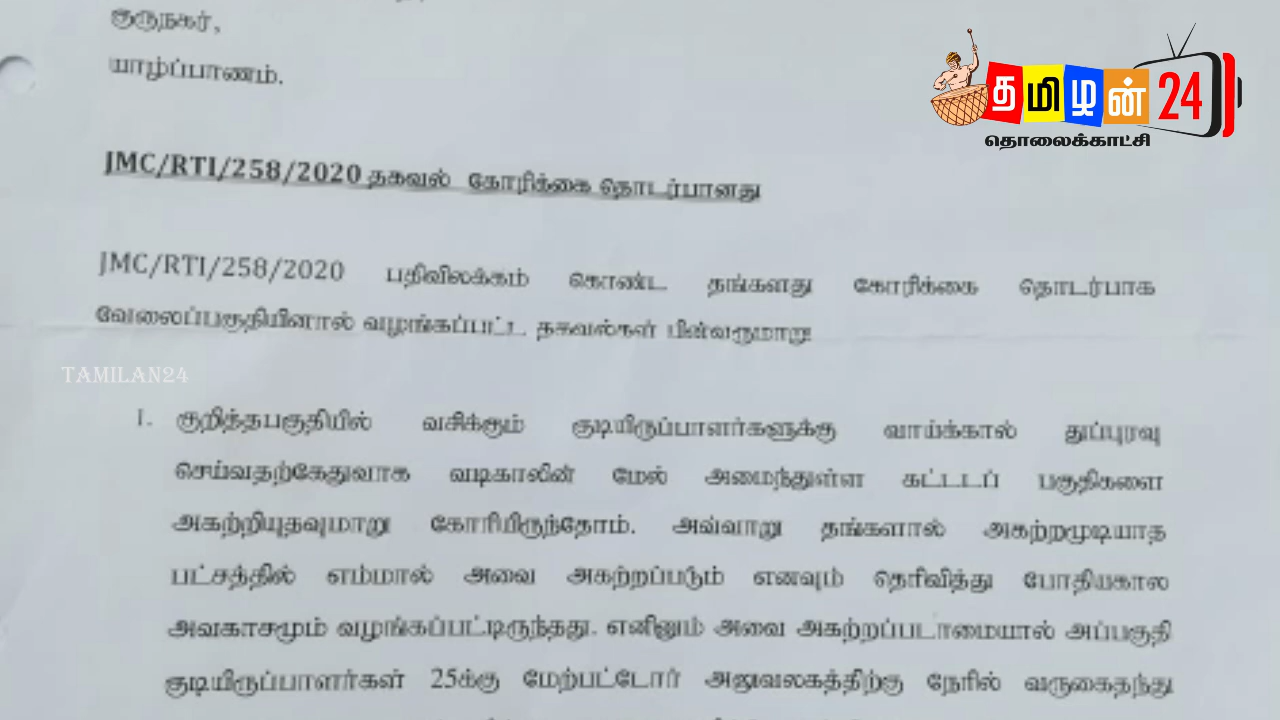 குருநகர்,
யாழ்ப்பாணம்.
தமிழன் 24
தொலைக்காட்சி
JMC/RTI/258/2020 தகவல் கோரிக்கை தொடர்பானது
JMC/RTI/258/2020 பதிவிலக்கம் கொண்ட தங்களது கோரிக்கை தொடர்பாக
வேலைப்பகுதியினால் வழங்கப்பட்ட தகவல்கள் பின்வருமாறு
TAMILAN24
1. குறித்தபகுதியில் வசிக்கும் குடியிருப்பாளர்களுக்கு வாய்க்கால் துப்புரவு
செய்வதற்கேதுவாக வடிகாலின் மேல் அமைந்துள்ள கட்டடப் பகுதிகளை
அகற்றியுதவுமாறு கோரியிருந்தோம். அவ்வாறு தங்களால் அகற்றமுடியாத
பட்சத்தில் எம்மால் அவை அகற்றப்படும் எனவும் தெரிவித்து போதியகால
அவகாசமும் வழங்கப்பட்டிருந்தது. எனினும் அவை அகற்றப்படாமையால் அப்பகுதி
குடியிருப்பாளர்கள் 25க்கு மேற்பட்டோர் அலுவலகத்திற்கு நேரில் வருகைதந்து